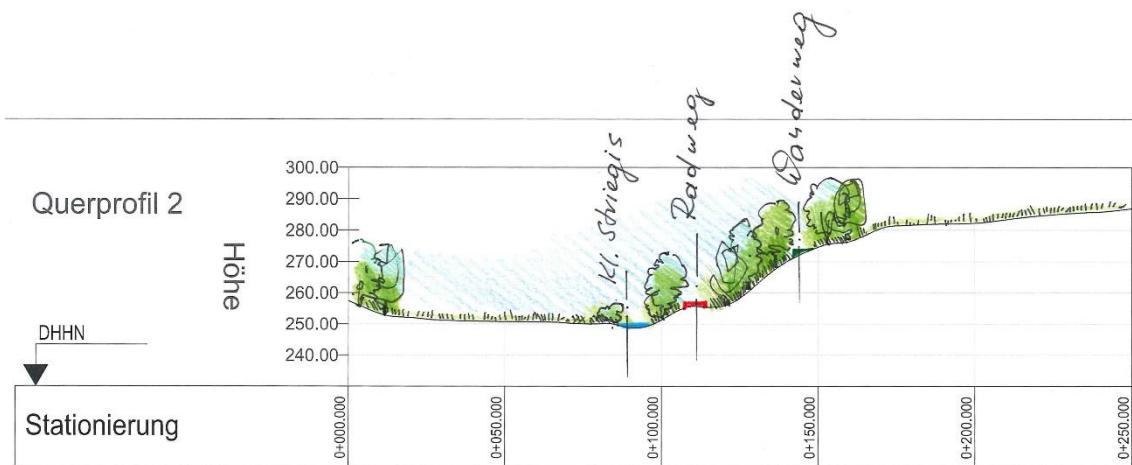 Querprofil 2
Höhe
300.00
290.00
280.00
270.00
260.00
250.00
240.00
Kl. Striegis
Radweg
Wanderweg
DHHN
Stationierung
0+000.000
0+050.000
0+100.000
0+150.000
0+200.000
0+250.000